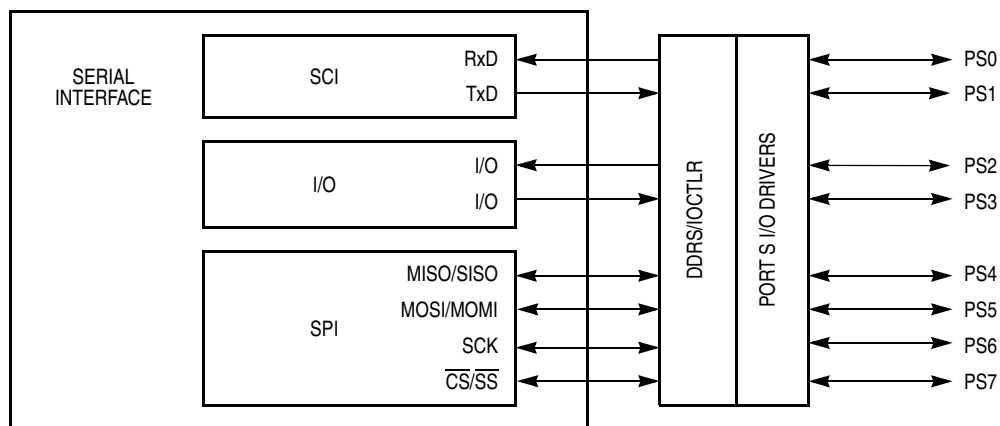 SERIAL
INTERFACE
SCI
RxD
TxD
I/O
I/O
I/O
SPI
MISO/SISO
MOSI/MOMI
SCK
CS/SS
DDRS/IOCTLR
PORT S I/O DRIVERS
PS0
PS1
PS2
PS3
PS4
PS5
PS6
PS7